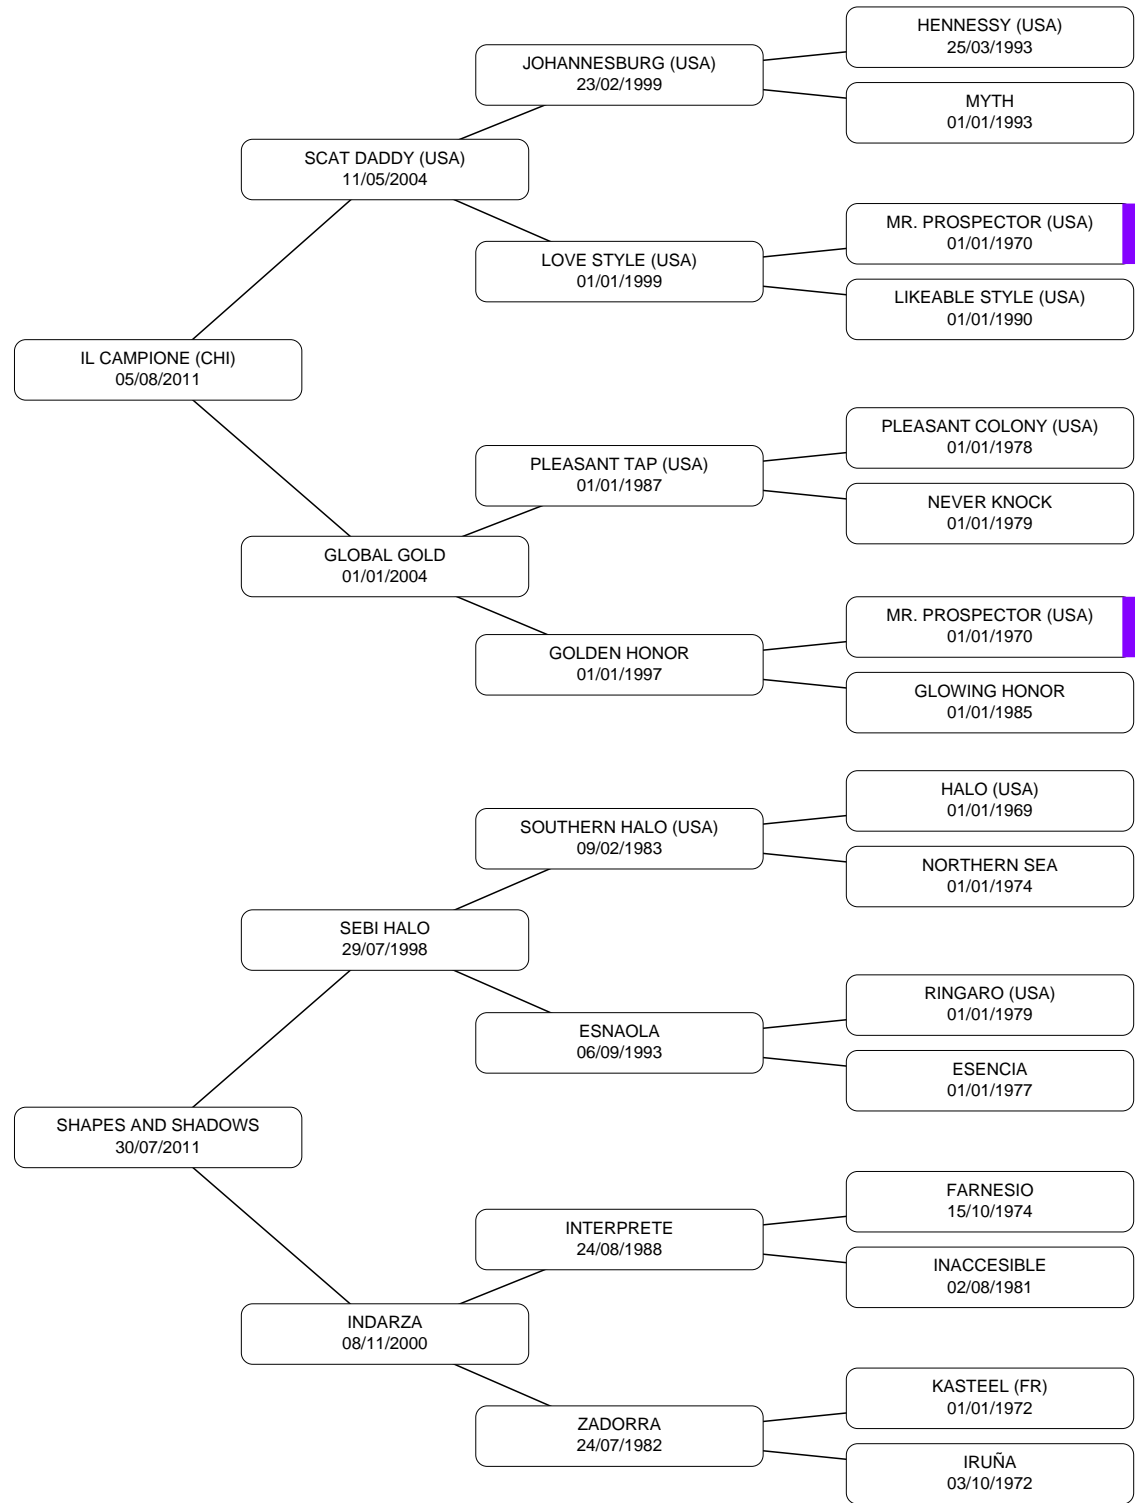 HENNESSY (USA)
25/03/1993
JOHANNESBURG (USA)
23/02/1999
MYTH
01/01/1993
SCAT DADDY (USA)
11/05/2004
MR. PROSPECTOR (USA)
01/01/1970
LOVE STYLE (USA)
01/01/1999
LIKEABLE STYLE (USA)
01/01/1990
IL CAMPIONE (CHI)
05/08/2011
PLEASANT COLONY (USA)
01/01/1978
PLEASANT TAP (USA)
01/01/1987
NEVER KNOCK
01/01/1979
GLOBAL GOLD
01/01/2004
MR. PROSPECTOR (USA)
01/01/1970
GOLDEN HONOR
01/01/1997
GLOWING HONOR
01/01/1985
HALO (USA)
01/01/1969
SOUTHERN HALO (USA)
09/02/1983
NORTHERN SEA
01/01/1974
SEBI HALO
29/07/1998
RINGARO (USA)
01/01/1979
ESNAOLA
06/09/1993
ESENCIA
01/01/1977
SHAPES AND SHADOWS
30/07/2011
FARNESIO
15/10/1974
INTERPRETE
24/08/1988
INACCESIBLE
02/08/1981
INDARZA
08/11/2000
KASTEEL (FR)
01/01/1972
ZADORRA
24/07/1982
IRUÑA
03/10/1972